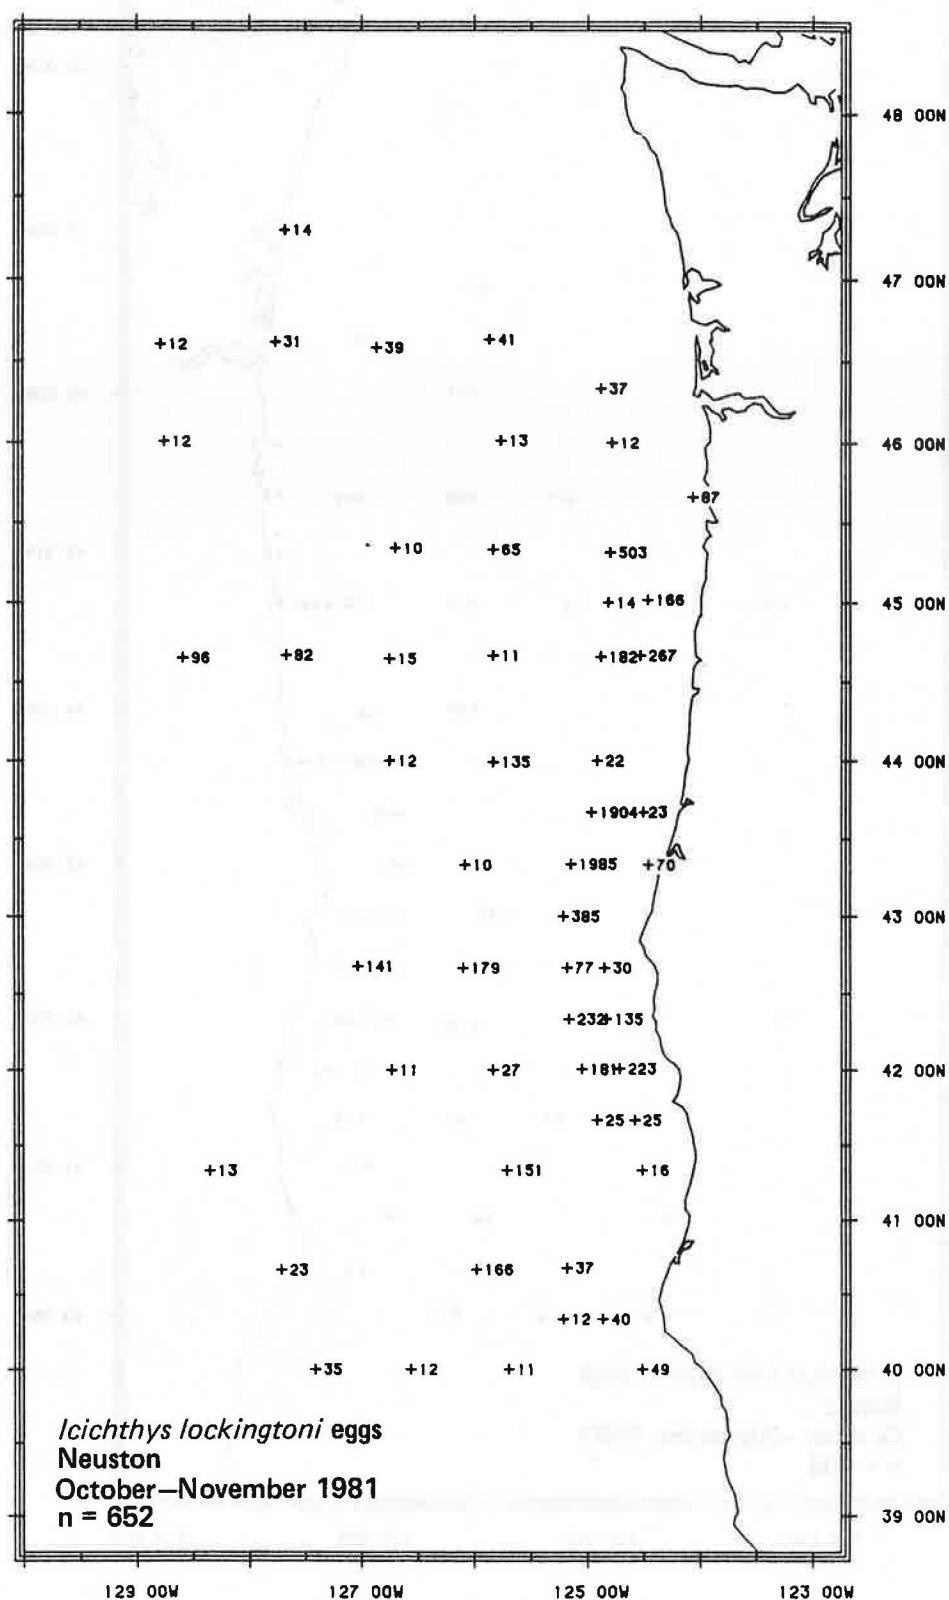 48 00N
+14
47 00N
+12 +31 +39 +41
+37
+12 +13 +12
46 00N
+87
+10 +65 +503
+14 +166
45 00N
+96 +82 +15 +11 +182 +267
+12 +135 +22
44 00N
+1904 +23
+10 +1985 +70
+385
43 00N
+141 +179 +77 +30
+232 +135
+11 +27 +181 +223
42 00N
+25 +25
+13 +151 +16
41 00N
+23 +166 +37
+12 +40
+35 +12 +11 +49
40 00N
Icichthys lockingtoni eggs
Neuston
October–November 1981
n = 652
39 00N
129 00W 127 00W 125 00W 123 00W